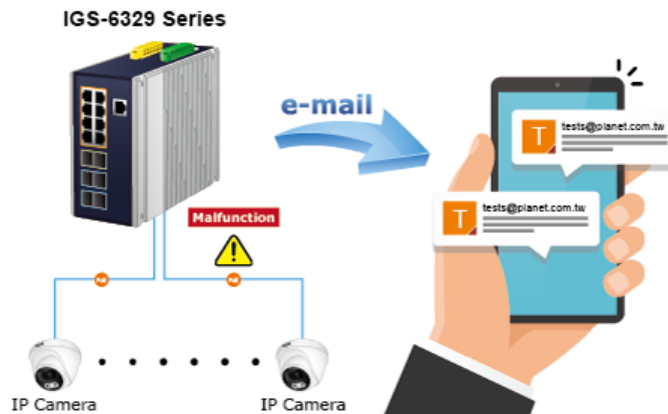 IGS-6329 Series
e-mail
T
tests@planet.com.tw
T
tests@planet.com.tw
Malfunction
IP Camera
IP Camera